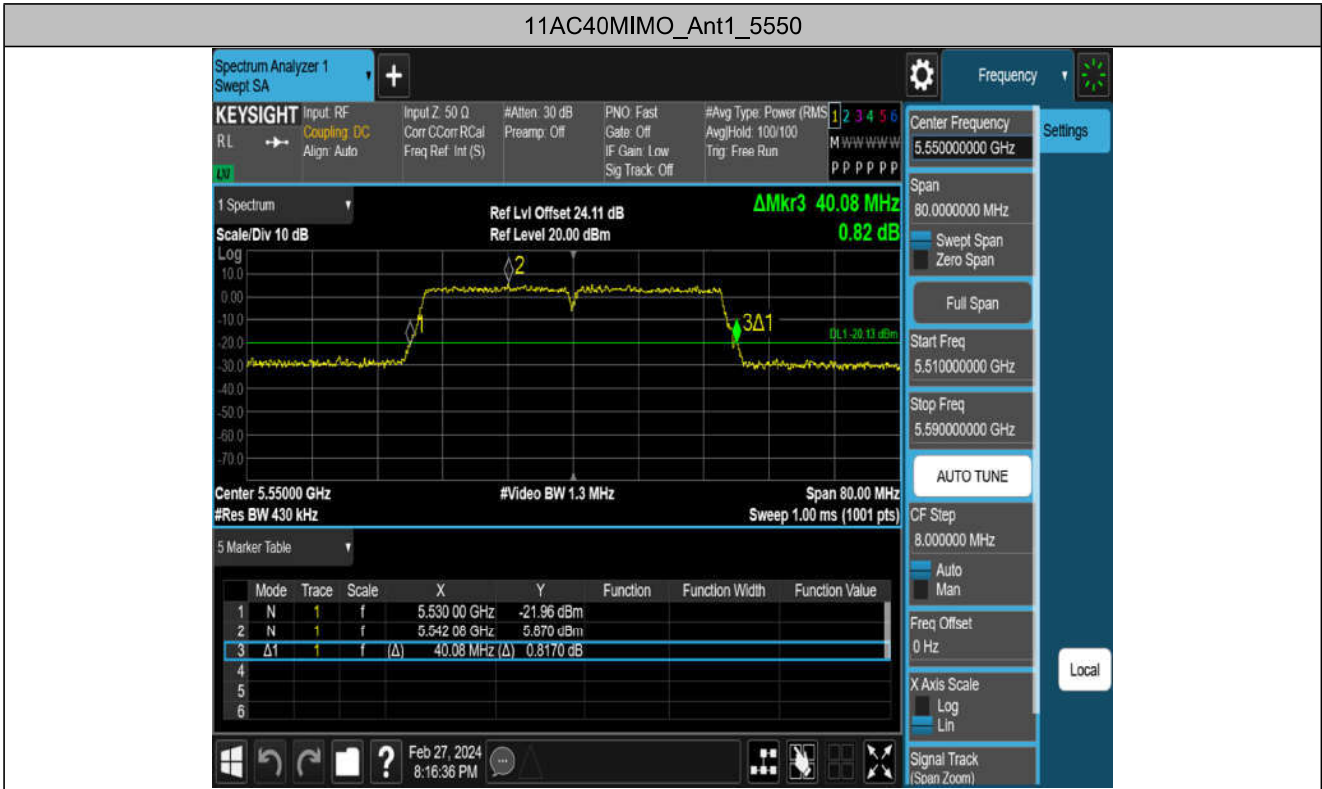 11AC40MIMO_Ant1_5550
Spectrum Analyzer 1
Swept SA
+
Frequency
KEYSIGHT
RL
LXI
Input: RF
Coupling: DC
Align: Auto
Input Z: 50 Ω
Corr CCorr RCal
Freq Ref: Int (S)
#Atten: 30 dB
Preamp: Off
PNO: Fast
Gate: Off
IF Gain: Low
Sig Track: Off
#Avg Type: Power (RMS
Avg|Hold: 100/100
Trig: Free Run
1 2 3 4 5 6
M W W W W W
P P P P P P
Center Frequency
5.550000000 GHz
Settings
Span
80.0000000 MHz
Swept Span
Zero Span
Full Span
Start Freq
5.510000000 GHz
Stop Freq
5.590000000 GHz
AUTO TUNE
CF Step
8.000000 MHz
Auto
Man
Freq Offset
0 Hz
X Axis Scale
Log
Lin
Local
Signal Track
(Span Zoom)
1 Spectrum
Scale/Div 10 dB
Ref Lvl Offset 24.11 dB
Ref Level 20.00 dBm
ΔMkr3 40.08 MHz
0.82 dB
Log
10.0
0.00
-10.0
-20.0
-30.0
-40.0
-50.0
-60.0
-70.0
1
2
3Δ1
DL1 -20.13 dBm
Center 5.55000 GHz
#Res BW 430 kHz
#Video BW 1.3 MHz
Span 80.00 MHz
Sweep 1.00 ms (1001 pts)
5 Marker Table
Mode Trace Scale X Y Function Function Width Function Value
1 N 1 f 5.530 00 GHz -21.96 dBm
2 N 1 f 5.542 08 GHz 5.870 dBm
3 Δ1 1 f (Δ) 40.08 MHz (Δ) 0.8170 dB
4
5
6
?
Feb 27, 2024
8:16:36 PM